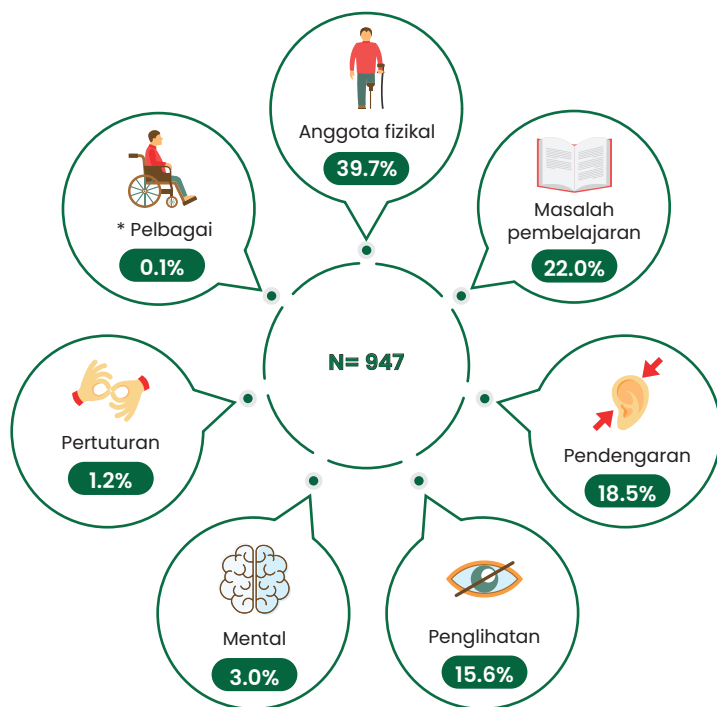 Anggota fizikal
39.7%
Masalah
pembelajaran
22.0%
Pendengaran
18.5%
Penglihatan
15.6%
Mental
3.0%
Pertuturan
1.2%
* Pelbagai
0.1%
N= 947